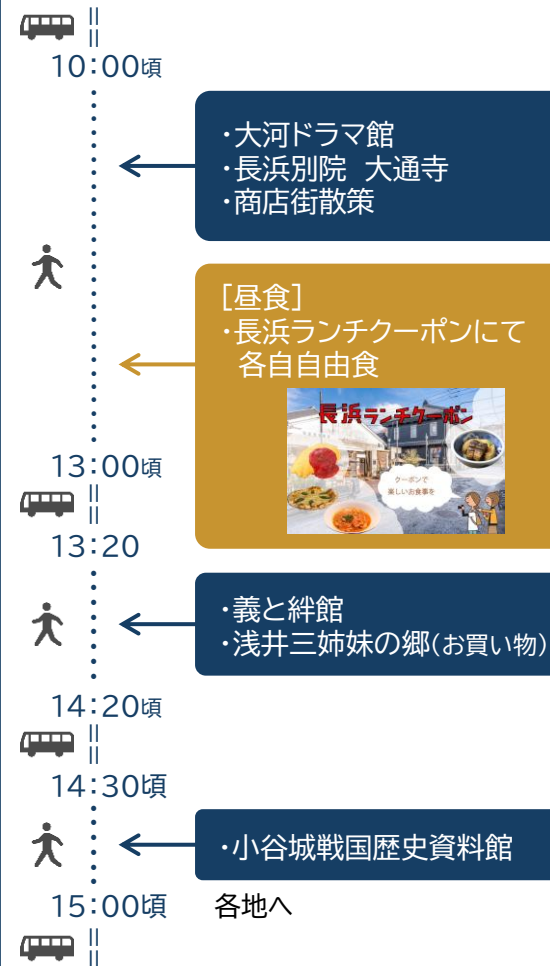 10:00頃
・大河ドラマ館
・長浜別院　大通寺
・商店街散策
[昼食]
・長浜ランチクーポンにて
各自自由食
長浜ランチクーポン
クーポンで
楽しいお食事を
13:00頃
13:20
・義と絆館
・浅井三姉妹の郷(お買い物)
14:20頃
14:30頃
・小谷城戦国歴史資料館
15:00頃　各地へ